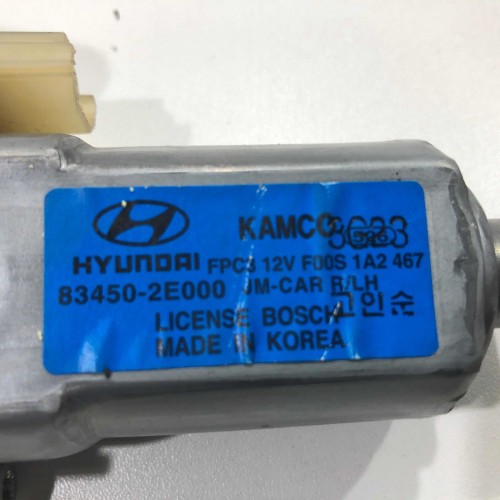 KAMCO 3G23
HYUNDAI FPC3 12V F00S 1A2 467
83450-2E000 JM-CAR R/LH
LICENSE BOSCH 고인순
MADE IN KOREA